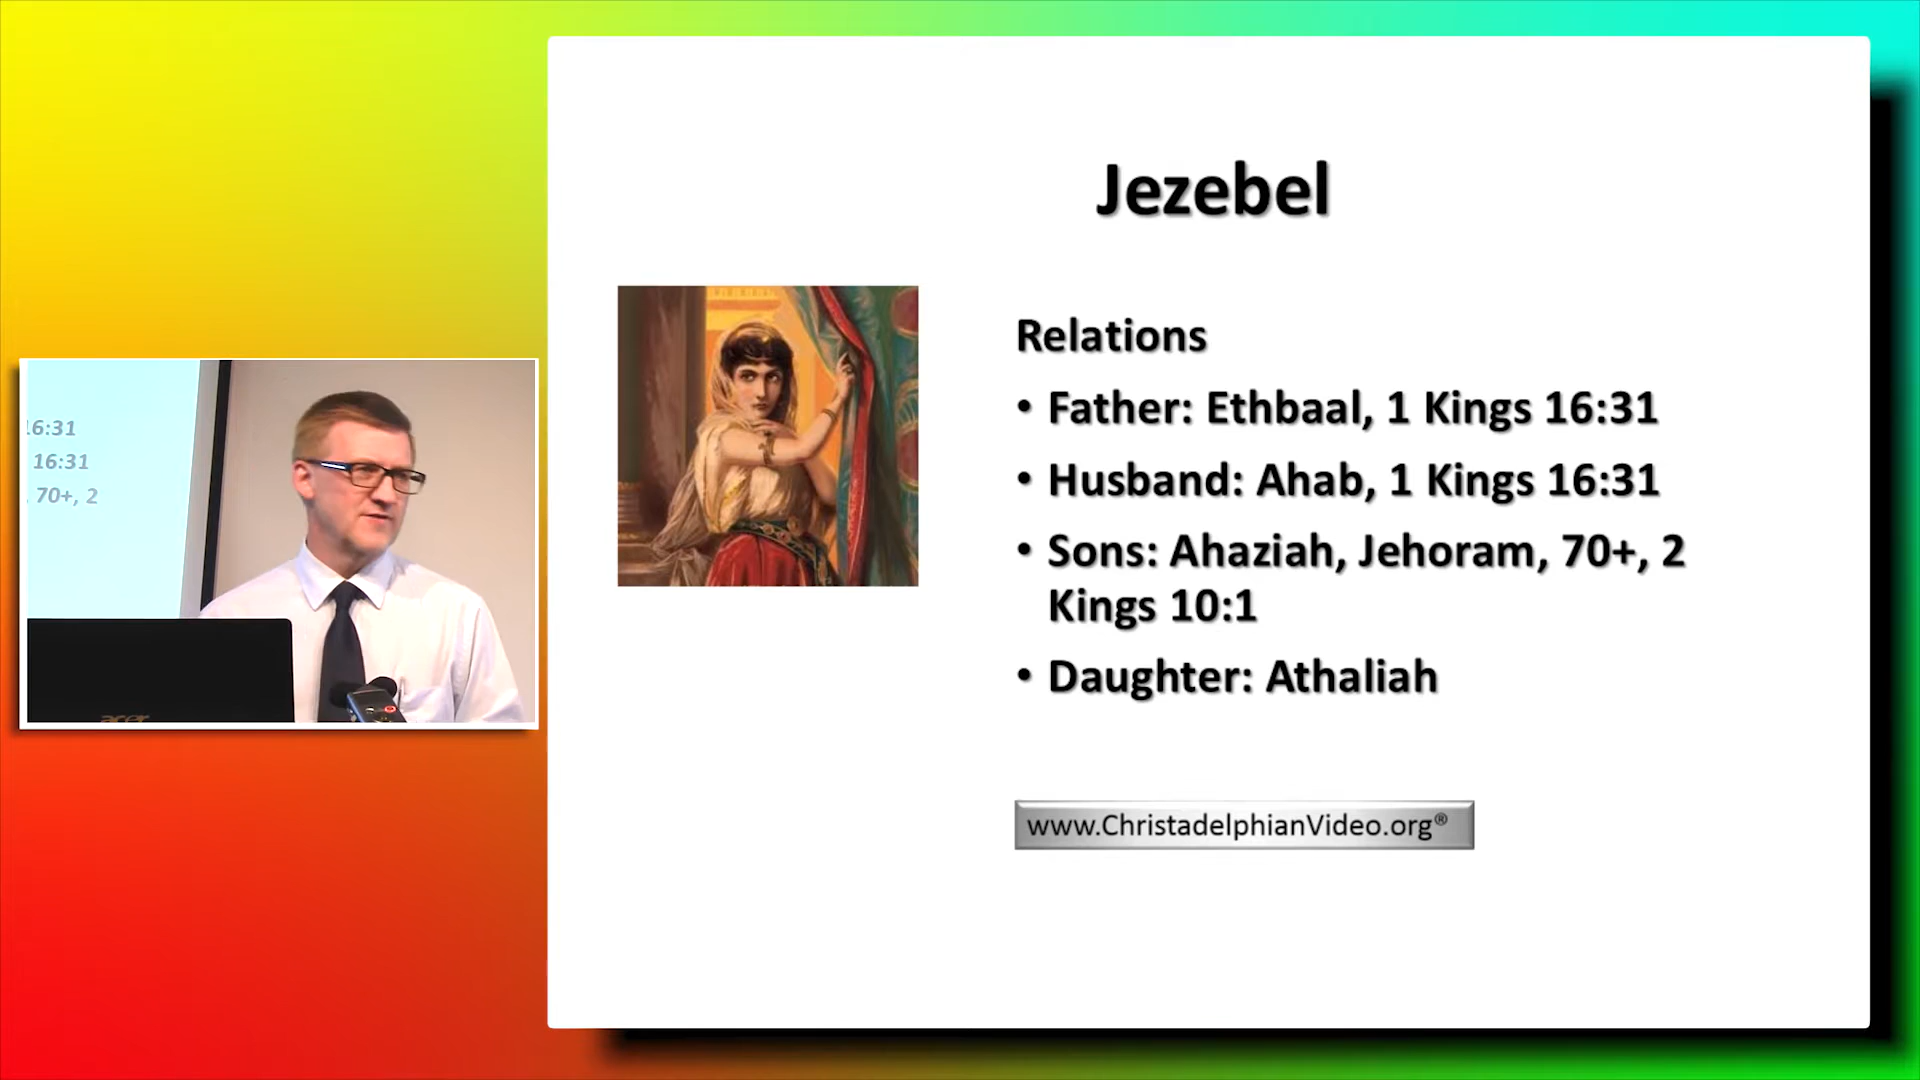 Jezebel
Relations
• Father: Ethbaal, 1 Kings 16:31
• Husband: Ahab, 1 Kings 16:31
• Sons: Ahaziah, Jehoram, 70+, 2
Kings 10:1
• Daughter: Athaliah
www.ChristadelphianVideo.org®
16:31
16:31
, 70+, 2
acer